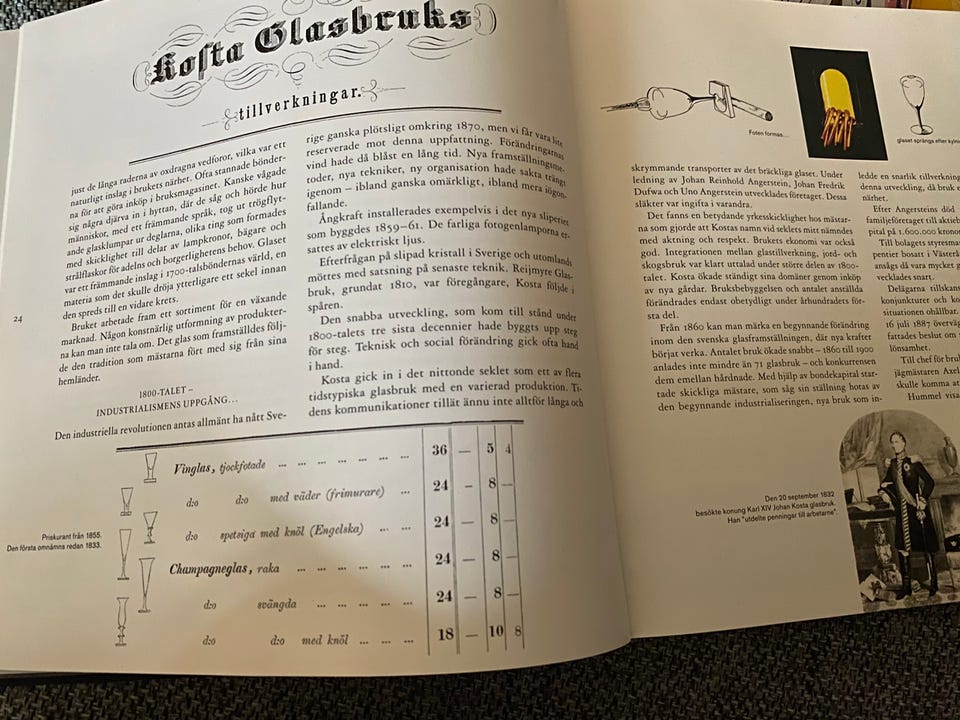 Kosta Glasbruks
tillverkningar.
just de långa raderna av oxdragna vedforor, vilka var ett
naturligt inslag i brukets närhet. Ofta stannade bönder-
na för att göra inköp i bruksmagasinet. Kanske vågade
sig några djärva in i hyttan, där de såg och hörde hur
människor, med ett främmande språk, tog ut trögflyt-
ande glasklumpar ur deglarna, olika ting som formades
med skicklighet till delar av lampkronor, bägare och
strålflaskor för adelns och borgerlighetens behov. Glaset
var ett främmande inslag i 1700-talsböndernas värld, en
materia som det skulle dröja ytterligare ett sekel innan
den spreds till en vidare krets.
Bruket arbetade fram ett sortiment för en växande
marknad. Någon konstnärlig utformning av produkter-
na kan man inte tala om. Det glas som framställdes följ-
de den tradition som mästarna fört med sig från sina
hemländer.
1800-TALET –
INDUSTRIALISMENS UPPGÅNG...
Den industriella revolutionen antas allmänt ha nått Sve-
24
rige ganska plötsligt omkring 1870, men vi får vara lite
reserverade mot denna uppfattning. Förändringarnas
vind hade då blåst en lång tid. Nya framställningsme-
toder, nya tekniker, ny organisation hade sakta trängt
igenom – ibland ganska omärkligt, ibland mera iögon-
fallande.
Ångkraft installerades exempelvis i det nya sliperiet
som byggdes 1859–61. De farliga fotogenlamporna er-
sattes av elektriskt ljus.
Efterfrågan på slipad kristall i Sverige och utomlands
möttes med satsning på senaste teknik. Reijmyre Glas-
bruk, grundat 1810, var föregångare, Kosta följde i
spåren.
Den snabba utveckling, som kom till stånd under
1800-talets tre sista decennier hade byggts upp steg
för steg. Teknisk och social förändring gick ofta hand
i hand.
Kosta gick in i det nittonde seklet som ett av flera
tidstypiska glasbruk med en varierad produktion. Ti-
dens kommunikationer tillät ännu inte alltför långa och
Priskurant från 1855.
Den första omnämns redan 1833.
Vinglas, tjockfotade ... ... ... ... ... ... 36 — 5 4
d:o d:o med väder (frimurare) ... 24 — 8 —
d:o spetsiga med knöl (Engelska) ... ... 24 — 8 —
Champagneglas, raka ... ... ... ... ... ... 24 — 8 —
d:o svängda ... ... ... ... ... 24 — 8 —
d:o d:o med knöl ... ... ... 18 — 10 8
Foten formas...
glaset sprängs efter kylning
skrymmande transporter av det bräckliga glaset. Under
ledning av Johan Reinhold Angerstein, Johan Fredrik
Dufwa och Uno Angerstein utvecklades företaget. Dessa
släkter var ingifta i varandra.
Det fanns en betydande yrkesskicklighet hos mästar-
na som gjorde att Kostas namn vid seklets mitt nämndes
med aktning och respekt. Brukets ekonomi var också
god. Integrationen mellan glastillverkning, jord- och
skogsbruk var klart uttalad under större delen av 1800-
talet. Kosta ökade ständigt sina domäner genom inköp
av nya gårdar. Bruksbebyggelsen och antalet anställda
förändrades endast obetydligt under århundradets förs-
ta del.
Från 1860 kan man märka en begynnande förändring
inom den svenska glasframställningen, där nya krafter
börjat verka. Antalet bruk ökade snabbt – 1860 till 1900
anlades inte mindre än 71 glasbruk – och konkurrensen
dem emellan hårdnade. Med hjälp av bondekapital star-
tade skickliga mästare, som såg sin ställning hotas av
den begynnande industrialiseringen, nya bruk som in-
Den 20 september 1832
besökte konung Karl XIV Johan Kosta glasbruk.
Han "utdelte penningar till arbetarne".
ledde en snarlik tillverkning
denna utveckling, då bruk e
närhet.
Efter Angersteins död
familjeföretaget till aktie
pital på 1.600.000 kronor
Till bolagets styresma
pentier bosatt i Västerå
ansågs då vara mycket g
vecklades snart.
Delägarna tillskans
konjunkturer och ko
situationen ohållbar.
16 juli 1887 överväg
fattades beslut om
lönsamhet.
Till chef för bruk
jägmästaren Axel
skulle komma at
Hummel visa